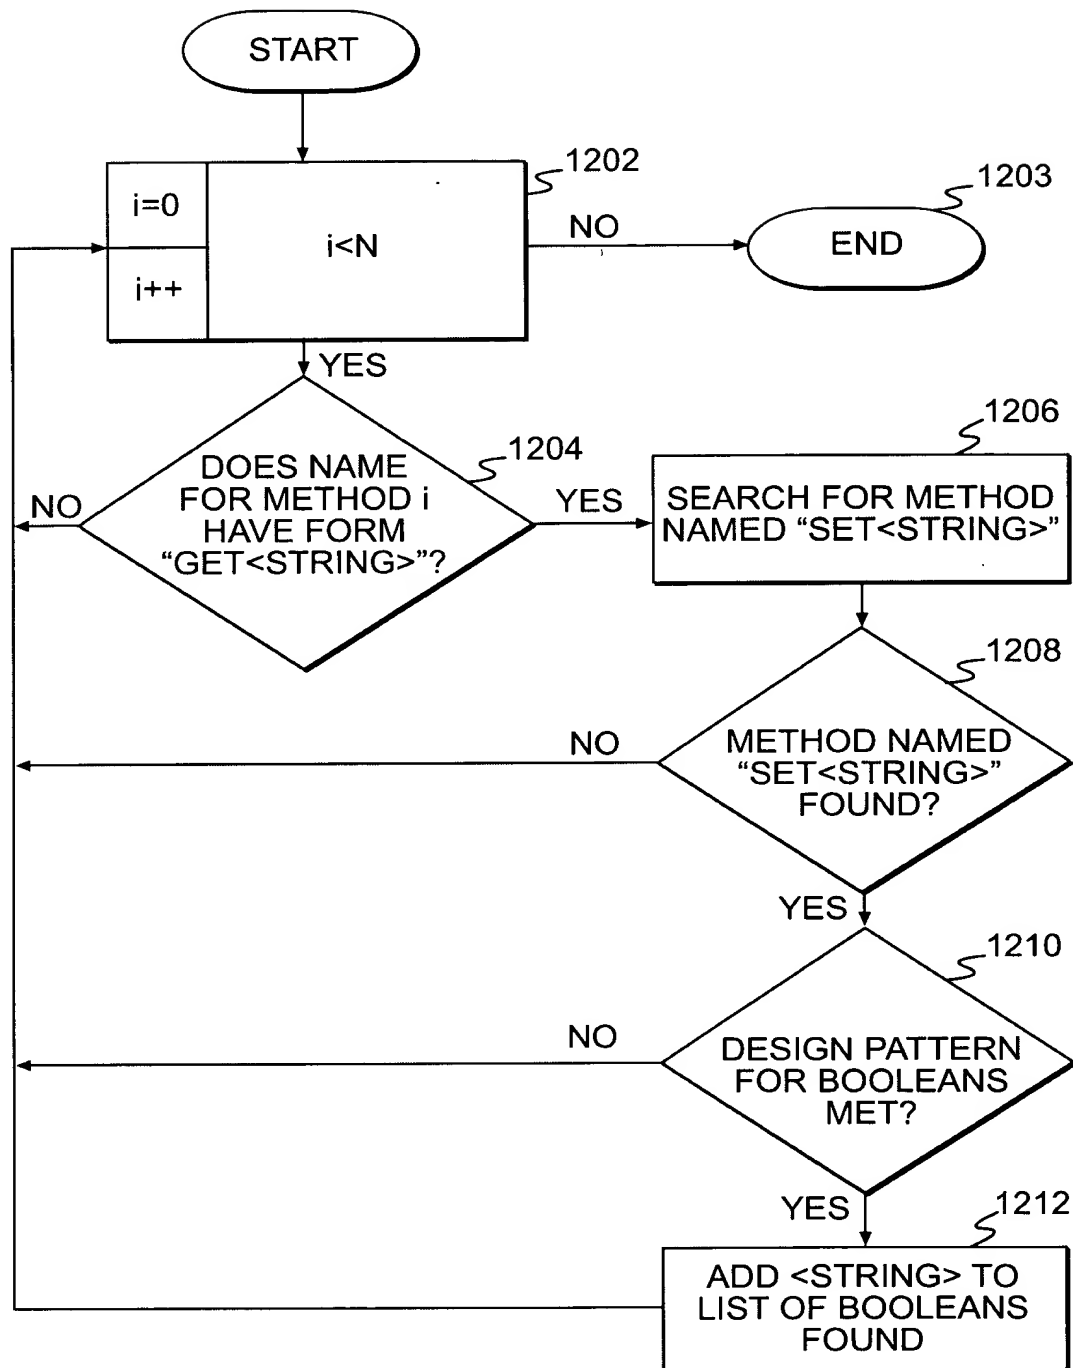 START
1202
i=0
i<N
i++
NO
1203
END
YES
1204
DOES NAME
FOR METHOD i
HAVE FORM
“GET<STRING>”?
NO
YES
1206
SEARCH FOR METHOD
NAMED “SET<STRING>”
1208
METHOD NAMED
“SET<STRING>”
FOUND?
NO
YES
1210
DESIGN PATTERN
FOR BOOLEANS
MET?
NO
YES
1212
ADD <STRING> TO
LIST OF BOOLEANS
FOUND